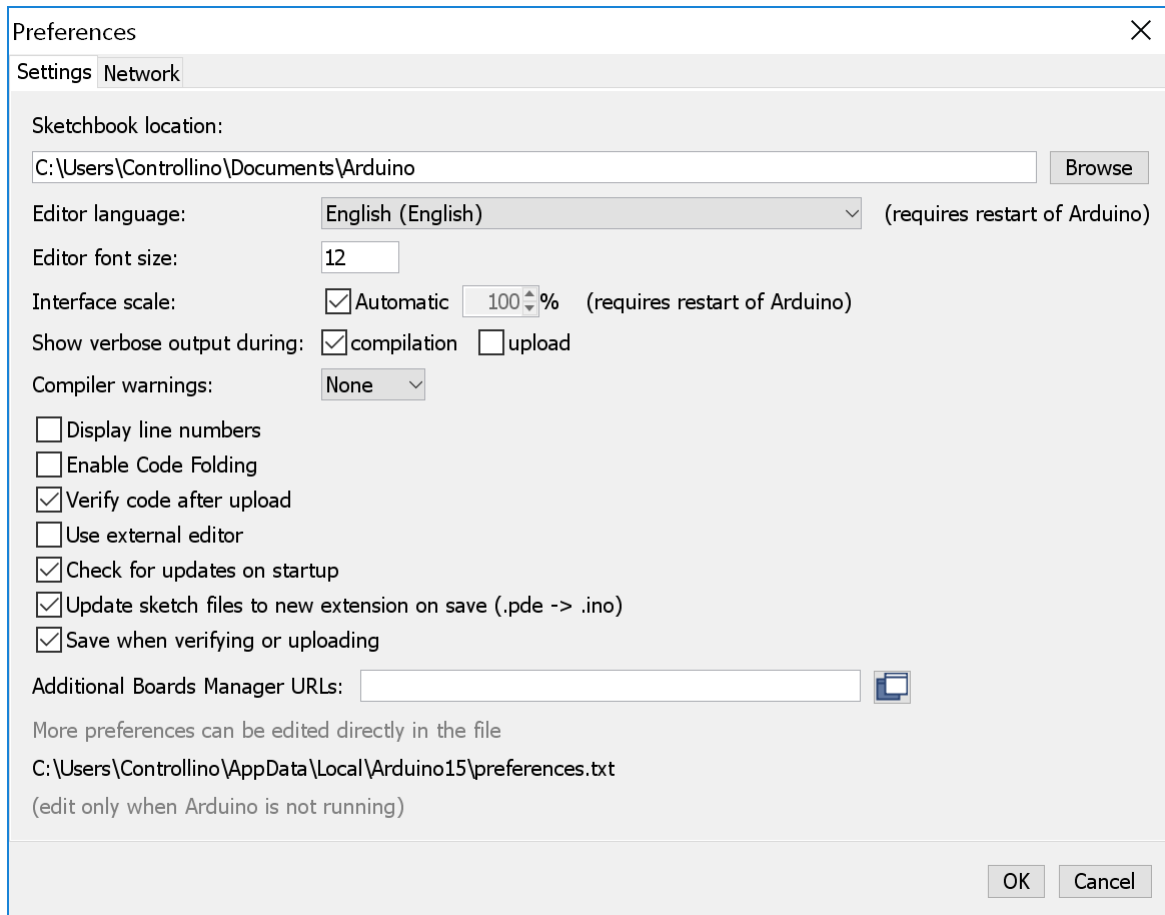 Preferences
Settings Network
Sketchbook location:
C:\Users\Controllino\Documents\Arduino Browse
Editor language: English (English) (requires restart of Arduino)
Editor font size: 12
Interface scale: Automatic 100 % (requires restart of Arduino)
Show verbose output during: compilation upload
Compiler warnings: None
Display line numbers
Enable Code Folding
Verify code after upload
Use external editor
Check for updates on startup
Update sketch files to new extension on save (.pde -> .ino)
Save when verifying or uploading
Additional Boards Manager URLs:
More preferences can be edited directly in the file
C:\Users\Controllino\AppData\Local\Arduino15\preferences.txt
(edit only when Arduino is not running)
OK Cancel